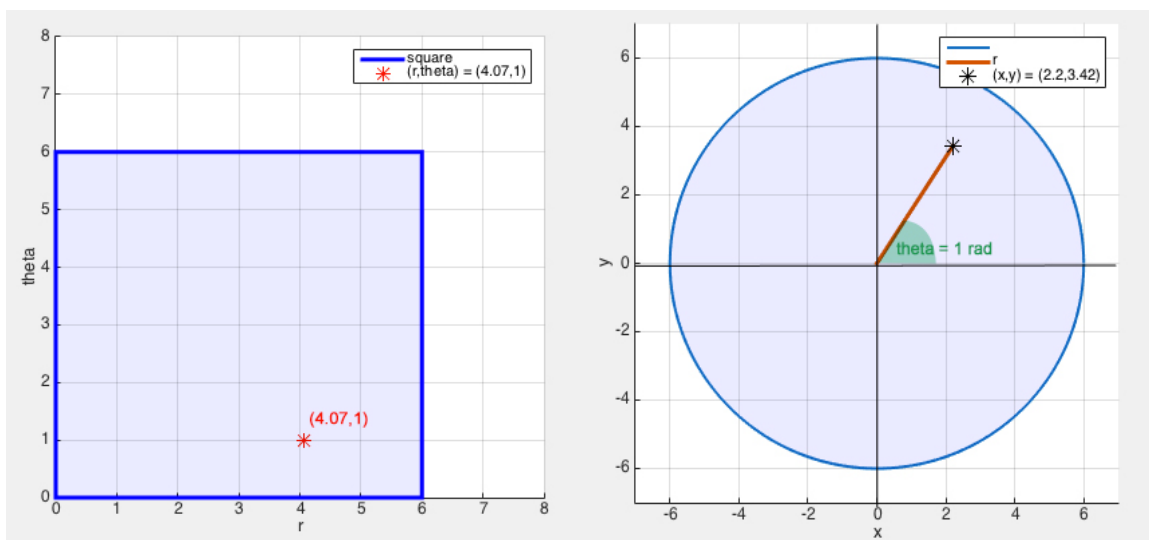 8
7
6
5
4
3
2
1
0
theta
0 1 2 3 4 5 6 7 8
r
square
(r,theta) = (4.07,1)
(4.07,1)
6
4
2
0
-2
-4
-6
y
-6 -4 -2 0 2 4 6
x
r
(x,y) = (2.2,3.42)
theta = 1 rad